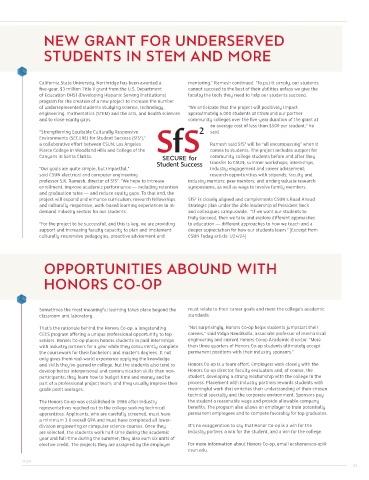 NEW GRANT FOR UNDERSERVED
STUDENTS IN STEM AND MORE
California State University, Northridge has been awarded a
five-year, $3 million Title V grant from the U.S. Department
of Education (DHSI (Developing Hispanic Serving Institutions)
program for the creation of a new project to increase the number
of underrepresented students studying science, technology,
engineering, mathematics (STEM) and the arts, and health sciences
and to close equity gaps.
"Strengthening Equitable Culturally Responsive
Environments (SECURE) for Student Success (SfS²),"
a collaborative effort between CSUN, Los Angeles
Pierce College in Woodland Hills and College of the
Canyons in Santa Clarita.
"Our goals are quite simple, but impactful,"
said CSUN electrical and computer engineering
professor S.K. Ramesh, director of SfS². "We hope to increase
enrollment, improve academic performance — including retention
and graduation rates — and reduce equity gaps. To that end, the
project will expand and enhance curriculum, research fellowships
and culturally responsive, work-based learning experiences in in-
demand industry sectors for our students.
"For the project to be successful, and this is key, we are providing
support and increasing faculty capacity to plan and implement
culturally responsive pedagogies, proactive advisement and
SfS²
SECURE for
Student Success
mentoring," Ramesh continued. "To put it simply, our students
cannot succeed to the best of their abilities unless we give the
faculty the tools they need to help our students succeed.
"We anticipate that the project will positively impact
approximately 6,000 students at CSUN and our partner
community colleges over the five-year duration of the grant at
an average cost of less than $500 per student," he
said.
Ramesh said SfS² will be "all encompassing" when it
comes to students. The project includes support for
community college students before and after they
transfer to CSUN; summer workshops, internships,
industry engagement and career advisement;
research opportunities with stipends; faculty and
industry mentors; peer mentors; and undergraduate research
symposiums, as well as ways to involve family members.
SfS² is closely aligned and complements CSUN's Road Ahead
Strategic plan under the able leadership of President Beck
and colleagues campuswide. "If we want our students to
truly succeed, then we have to explore different approaches
to education — different approaches to how we teach and a
deeper appreciation for how our students learn." [Excerpt from
CSUN Today article
OPPORTUNITIES ABOUND WITH
HONORS CO-OP
Sometimes the most meaningful learning takes place beyond the
classroom and laboratory.
That's the rationale behind the Honors Co-op, a longstanding
CECS program offering a unique professional opportunity to top
seniors. Honors Co-op places honors students in paid internships
with industry partners for a year while they concurrently complete
the coursework for their bachelor's and master's degrees. It not
only gives them real-world experience applying the knowledge
and skills they've gained in college, but the students also tend to
develop better interpersonal and communication skills than non-
participants; they learn how to budget time and money and be
part of a professional project team; and they usually improve their
grade point averages.
The Honors Co-op was established in 1986 after industry
representatives reached out to the college seeking technical
apprentices. Applicants, who are carefully screened, must have
a minimum 3.0 overall GPA and must have completed all lower-
division engineering or computer science courses. Once they
are selected, the students work half-time during the academic
year and full-time during the summer; they also earn six units of
elective credit. The projects they are assigned by the employer
must relate to their career goals and meet the college's academic
standards.
"Not surprisingly, Honors Co-op helps students jumpstart their
careers," said Vidya Nandikolla, associate professor of mechanical
engineering and current Honors Co-op Academic Director. "More
than three quarters of Honors Co-op students ultimately accept
permanent positions with their industry sponsors."
Honors Co-op is a team effort. Employees work closely with the
Honors Co-op director, faculty evaluators and, of course, the
student, developing a strong relationship with the college in the
process. Placement with industry partners rewards students with
meaningful work that enriches their understanding of their chosen
technical specialty and the corporate environment. Sponsors pay
the student a reasonable wage and provide allowable company
benefits. The program also allows an employer to train potentially
permanent employees and to compete favorably for top graduates.
It's no exaggeration to say that Honors Co-op is a win for the
industry partners, a win for the student, and a win for the college.
For more information about Honors Co-op, email